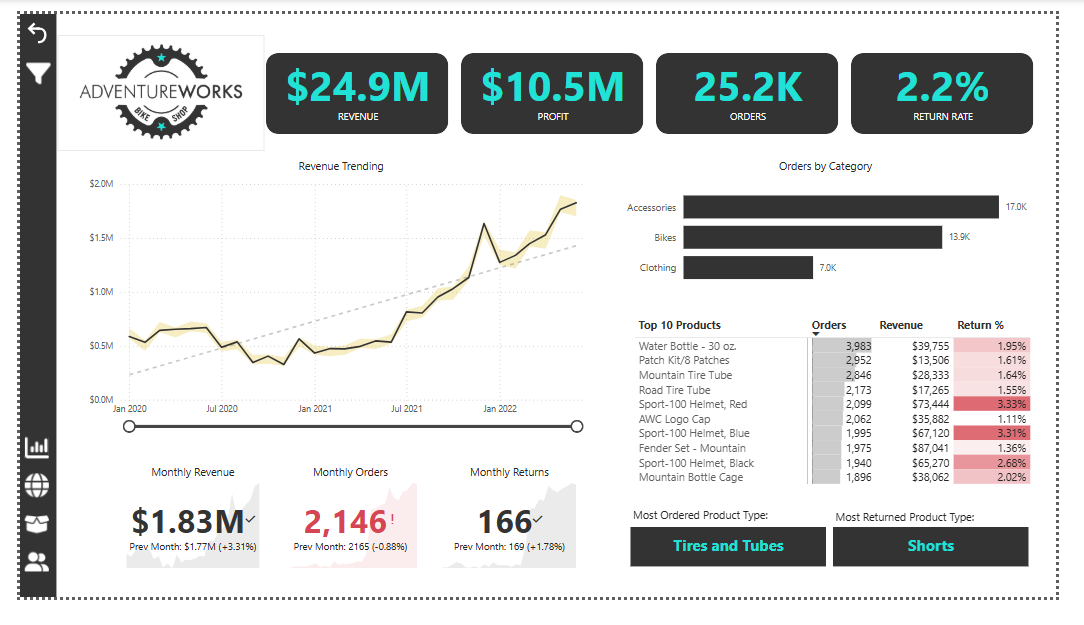 ADVENTUREWORKS
BIKE SHOP
$24.9M
REVENUE
$10.5M
PROFIT
25.2K
ORDERS
2.2%
RETURN RATE
Revenue Trending
$2.0M
$1.5M
$1.0M
$0.5M
$0.0M
Jan 2020 Jul 2020 Jan 2021 Jul 2021 Jan 2022
Orders by Category
Accessories 17.0K
Bikes 13.9K
Clothing 7.0K
Top 10 Products Orders Revenue Return %
Water Bottle - 30 oz. 3,983 $39,755 1.95%
Patch Kit/8 Patches 2,952 $13,506 1.61%
Mountain Tire Tube 2,846 $28,333 1.64%
Road Tire Tube 2,173 $17,265 1.55%
Sport-100 Helmet, Red 2,099 $73,444 3.33%
AWC Logo Cap 2,062 $35,882 1.11%
Sport-100 Helmet, Blue 1,995 $67,120 3.31%
Fender Set - Mountain 1,975 $87,041 1.36%
Sport-100 Helmet, Black 1,940 $65,270 2.68%
Mountain Bottle Cage 1,896 $38,062 2.02%
Monthly Revenue
$1.83M
Prev Month: $1.77M (+3.31%)
Monthly Orders
2,146!
Prev Month: 2165 (-0.88%)
Monthly Returns
166
Prev Month: 169 (+1.78%)
Most Ordered Product Type:
Tires and Tubes
Most Returned Product Type:
Shorts